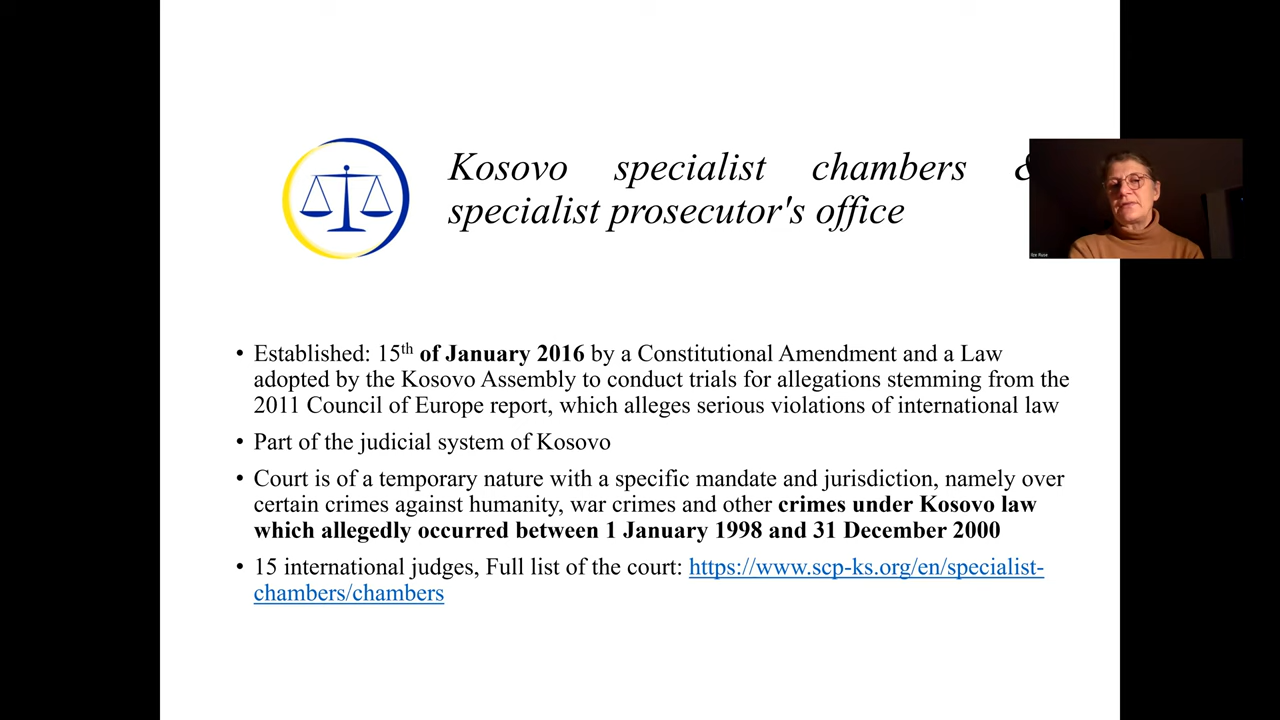 Kosovo specialist chambers &
specialist prosecutor's office
Ilze Ruse
• Established: 15th of January 2016 by a Constitutional Amendment and a Law
adopted by the Kosovo Assembly to conduct trials for allegations stemming from the
2011 Council of Europe report, which alleges serious violations of international law
• Part of the judicial system of Kosovo
• Court is of a temporary nature with a specific mandate and jurisdiction, namely over
certain crimes against humanity, war crimes and other crimes under Kosovo law
which allegedly occurred between 1 January 1998 and 31 December 2000
• 15 international judges, Full list of the court: https://www.scp-ks.org/en/specialist-
chambers/chambers